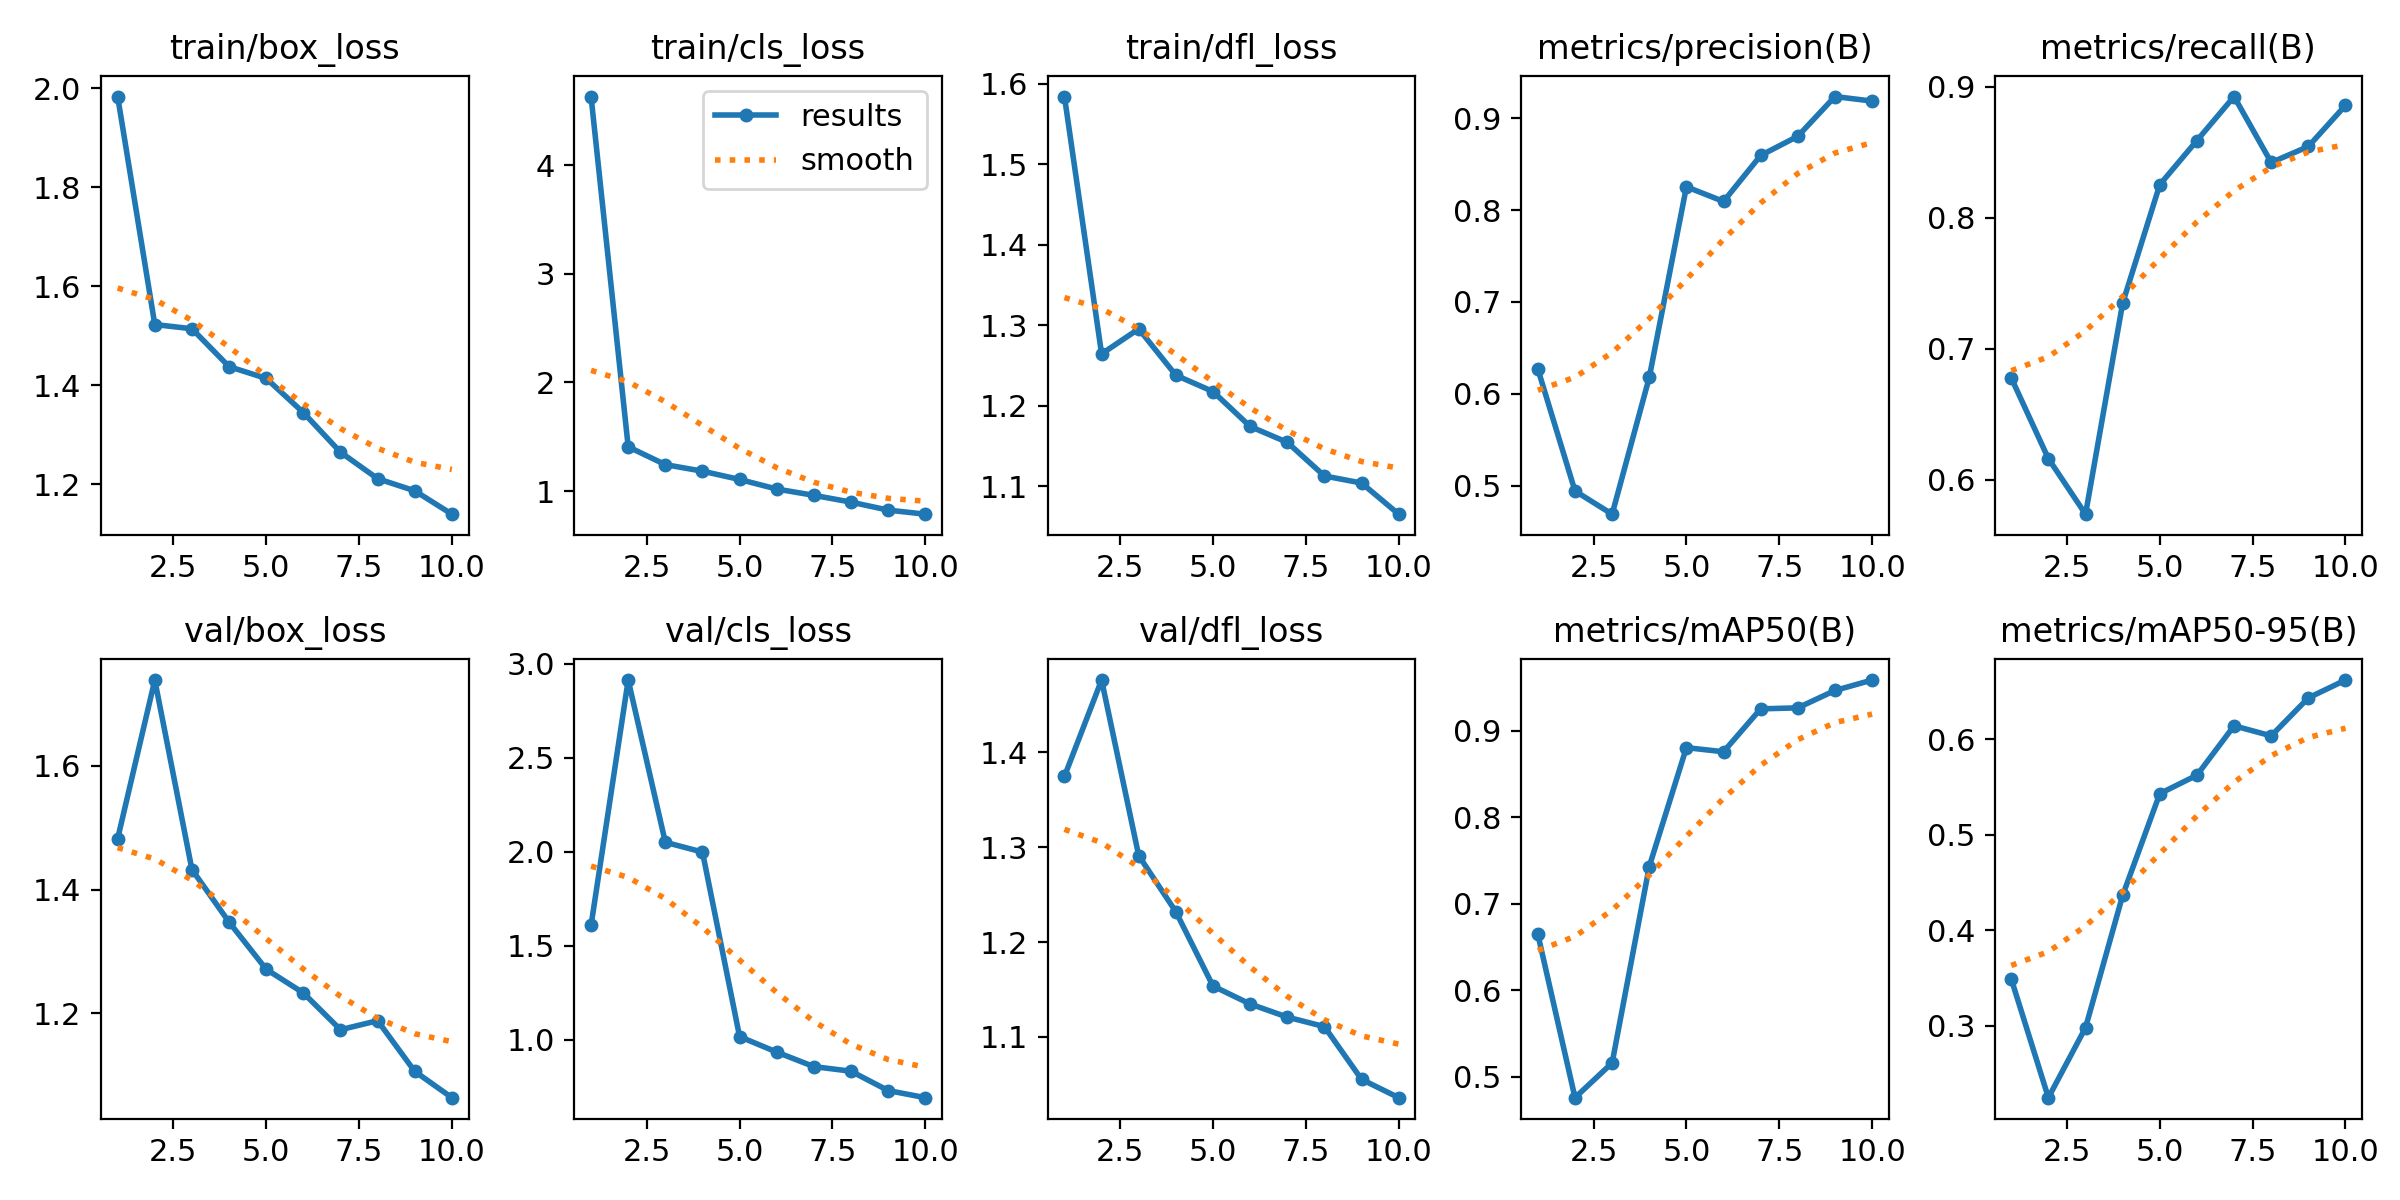 train/box_loss
2.0
1.8
1.6
1.4
1.2
2.5 5.0 7.5 10.0
train/cls_loss
results
smooth
4
3
2
1
2.5 5.0 7.5 10.0
train/dfl_loss
1.6
1.5
1.4
1.3
1.2
1.1
2.5 5.0 7.5 10.0
metrics/precision(B)
0.9
0.8
0.7
0.6
0.5
2.5 5.0 7.5 10.0
metrics/recall(B)
0.9
0.8
0.7
0.6
2.5 5.0 7.5 10.0
val/box_loss
1.6
1.4
1.2
2.5 5.0 7.5 10.0
val/cls_loss
3.0
2.5
2.0
1.5
1.0
2.5 5.0 7.5 10.0
val/dfl_loss
1.4
1.3
1.2
1.1
2.5 5.0 7.5 10.0
metrics/mAP50(B)
0.9
0.8
0.7
0.6
0.5
2.5 5.0 7.5 10.0
metrics/mAP50-95(B)
0.6
0.5
0.4
0.3
2.5 5.0 7.5 10.0